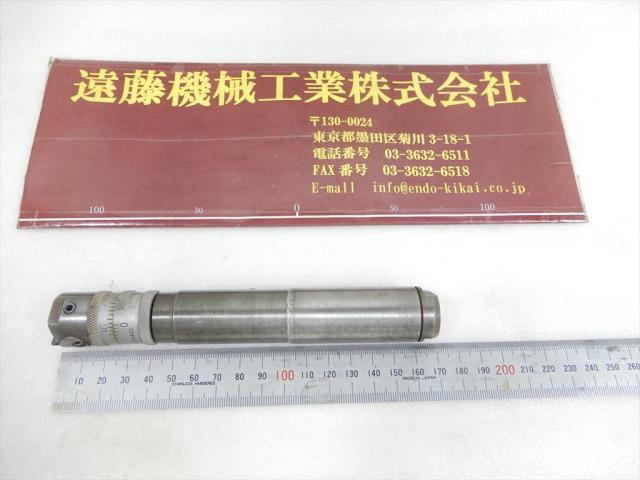 遠藤機械工業株式会社
〒130-0024
東京都墨田区菊川3-18-1
電話番号 03-3632-6511
FAX番号 03-3632-6518
E-mall info@endo-kikai.co.jp
100 50 0 50 100
0
10 20 30 40 50 60 70 80 90 100 110 120 130 140 150 160 170 180 190 200 210 220 230 240 250 260
STAINLESS HARDENED
MADE IN JAPAN